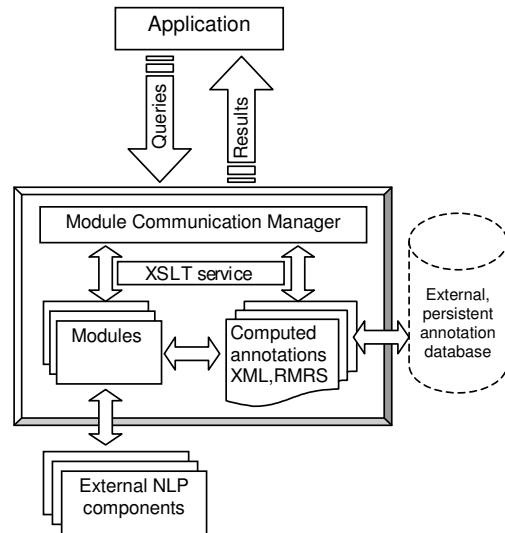 Application
Queries
Results
Module Communication Manager
XSLT service
Modules
Computed
annotations
XML,RMRS
External,
persistent
annotation
database
External NLP
components